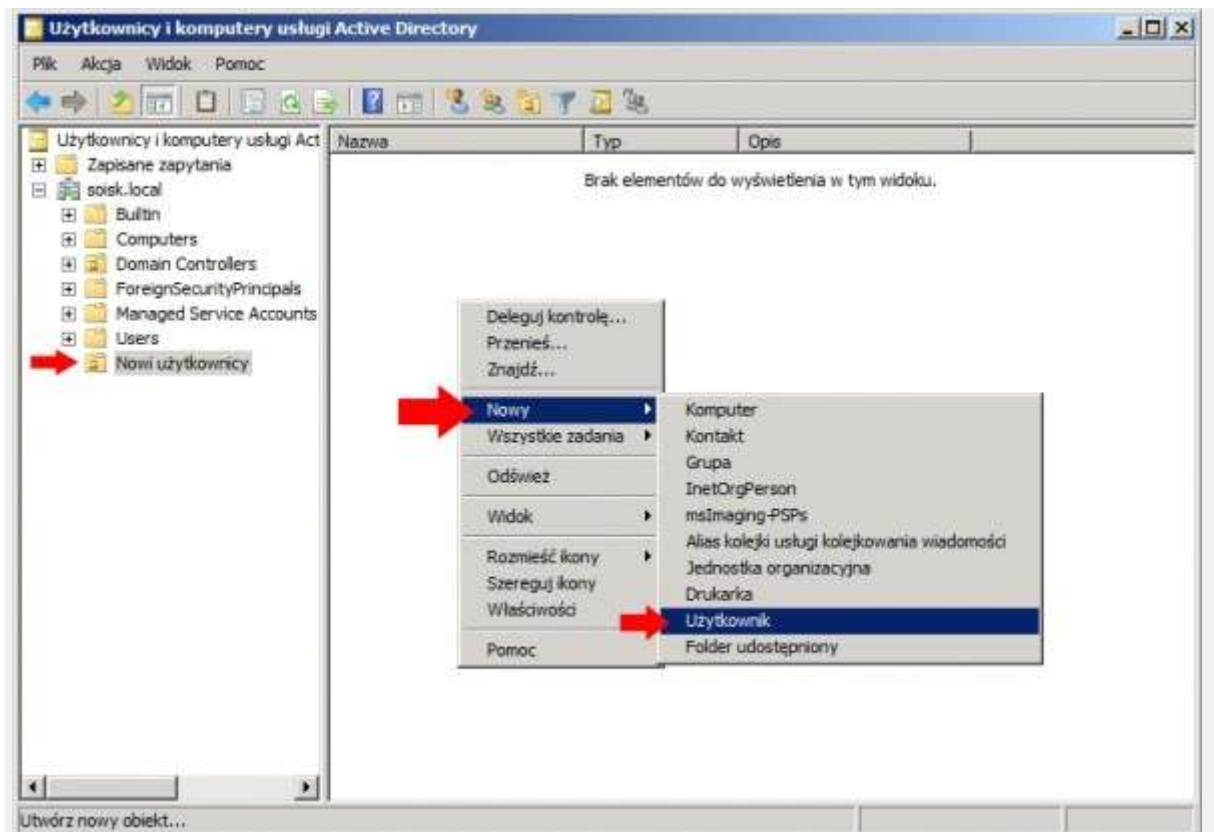 Użytkownicy i komputery usługi Active Directory
Plik Akcja Widok Pomoc
Użytkownicy i komputery usługi Act
Zapisane zapytania
soisk.local
Builtin
Computers
Domain Controllers
ForeignSecurityPrincipals
Managed Service Accounts
Users
Nowi użytkownicy
Nazwa Typ Opis
Brak elementów do wyświetlenia w tym widoku.
Deleguj kontrolę...
Przenieś...
Znajdź...
Nowy
Wszystkie zadania
Odśwież
Widok
Rozmieść ikony
Szereguj ikony
Właściwości
Pomoc
Komputer
Kontakt
Grupa
InetOrgPerson
msImaging-PSPs
Alias kolejki usługi kolejkowania wiadomości
Jednostka organizacyjna
Drukarka
Użytkownik
Folder udostępniony
Utwórz nowy obiekt...